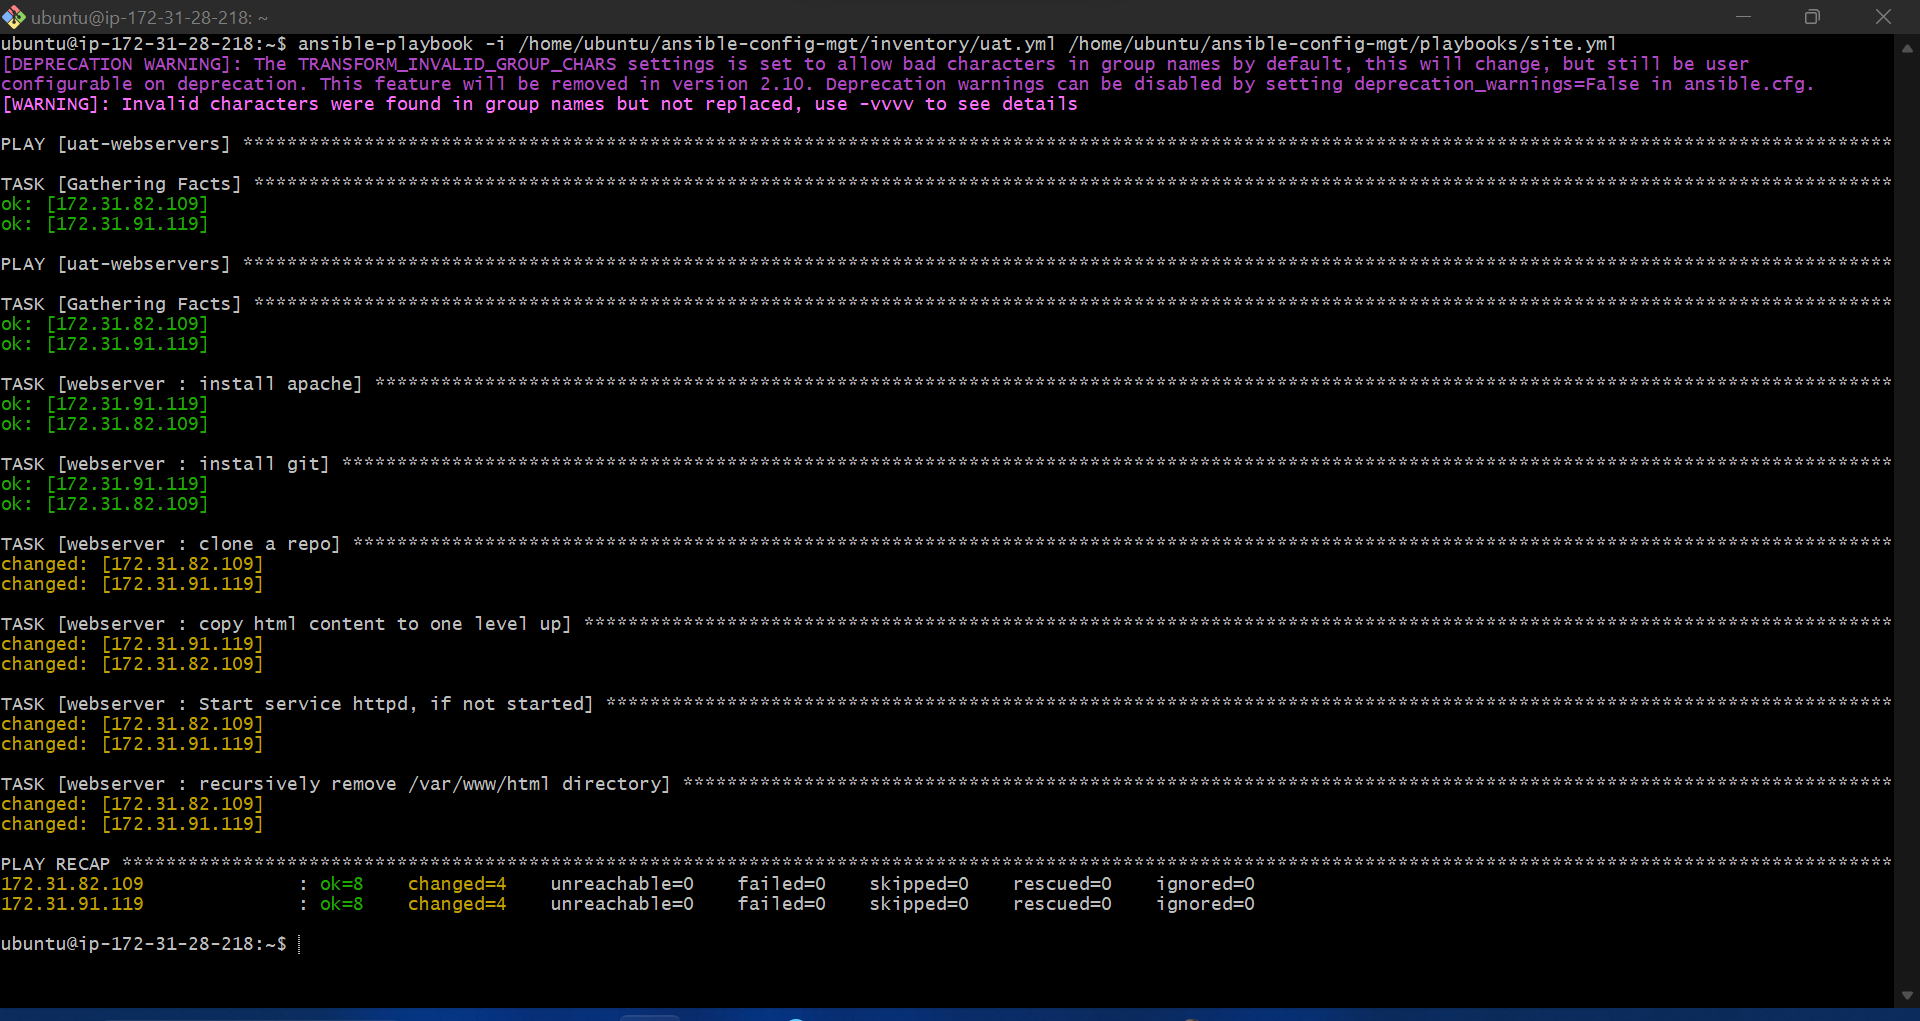 ubuntu@ip-172-31-28-218: ~
ubuntu@ip-172-31-28-218:~$ ansible-playbook -i /home/ubuntu/ansible-config-mgt/inventory/uat.yml /home/ubuntu/ansible-config-mgt/playbooks/site.yml
[DEPRECATION WARNING]: The TRANSFORM_INVALID_GROUP_CHARS settings is set to allow bad characters in group names by default, this will change, but still be user
configurable on deprecation. This feature will be removed in version 2.10. Deprecation warnings can be disabled by setting deprecation_warnings=False in ansible.cfg.
[WARNING]: Invalid characters were found in group names but not replaced, use -vvvv to see details
PLAY [uat-webservers] ******************************************************************************************************************************************************
TASK [Gathering Facts] *****************************************************************************************************************************************************
ok: [172.31.82.109]
ok: [172.31.91.119]
PLAY [uat-webservers] ******************************************************************************************************************************************************
TASK [Gathering Facts] *****************************************************************************************************************************************************
ok: [172.31.82.109]
ok: [172.31.91.119]
TASK [webserver : install apache] ******************************************************************************************************************************************
ok: [172.31.91.119]
ok: [172.31.82.109]
TASK [webserver : install git] *********************************************************************************************************************************************
ok: [172.31.91.119]
ok: [172.31.82.109]
TASK [webserver : clone a repo] ********************************************************************************************************************************************
changed: [172.31.82.109]
changed: [172.31.91.119]
TASK [webserver : copy html content to one level up] ***********************************************************************************************************************
changed: [172.31.91.119]
changed: [172.31.82.109]
TASK [webserver : Start service httpd, if not started] *********************************************************************************************************************
changed: [172.31.82.109]
changed: [172.31.91.119]
TASK [webserver : recursively remove /var/www/html directory] **************************************************************************************************************
changed: [172.31.82.109]
changed: [172.31.91.119]
PLAY RECAP *****************************************************************************************************************************************************************
172.31.82.109              : ok=8    changed=4    unreachable=0    failed=0    skipped=0    rescued=0    ignored=0
172.31.91.119              : ok=8    changed=4    unreachable=0    failed=0    skipped=0    rescued=0    ignored=0
ubuntu@ip-172-31-28-218:~$